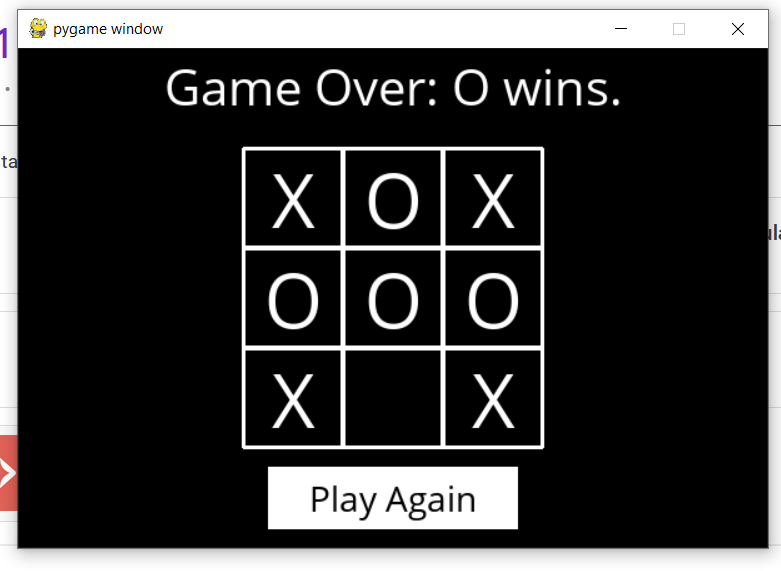 pygame window
Game Over: O wins.
X O X
O O O
X X
Play Again